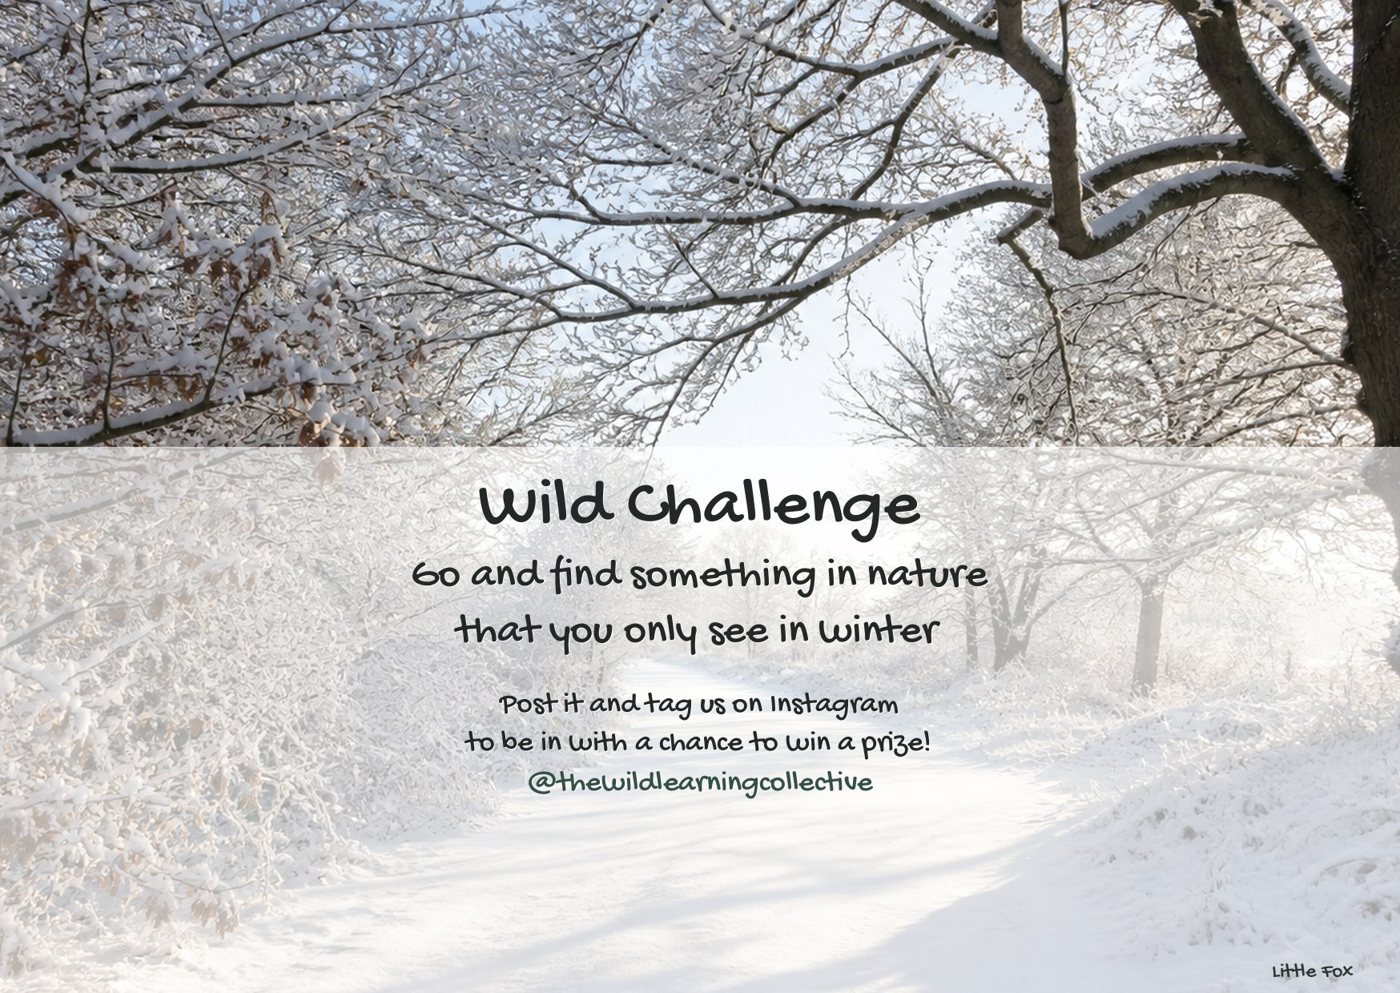 Wild Challenge
Go and find something in nature
that you only see in winter
Post it and tag us on Instagram
to be in with a chance to win a prize!
@thewildlearningcollective
Little Fox